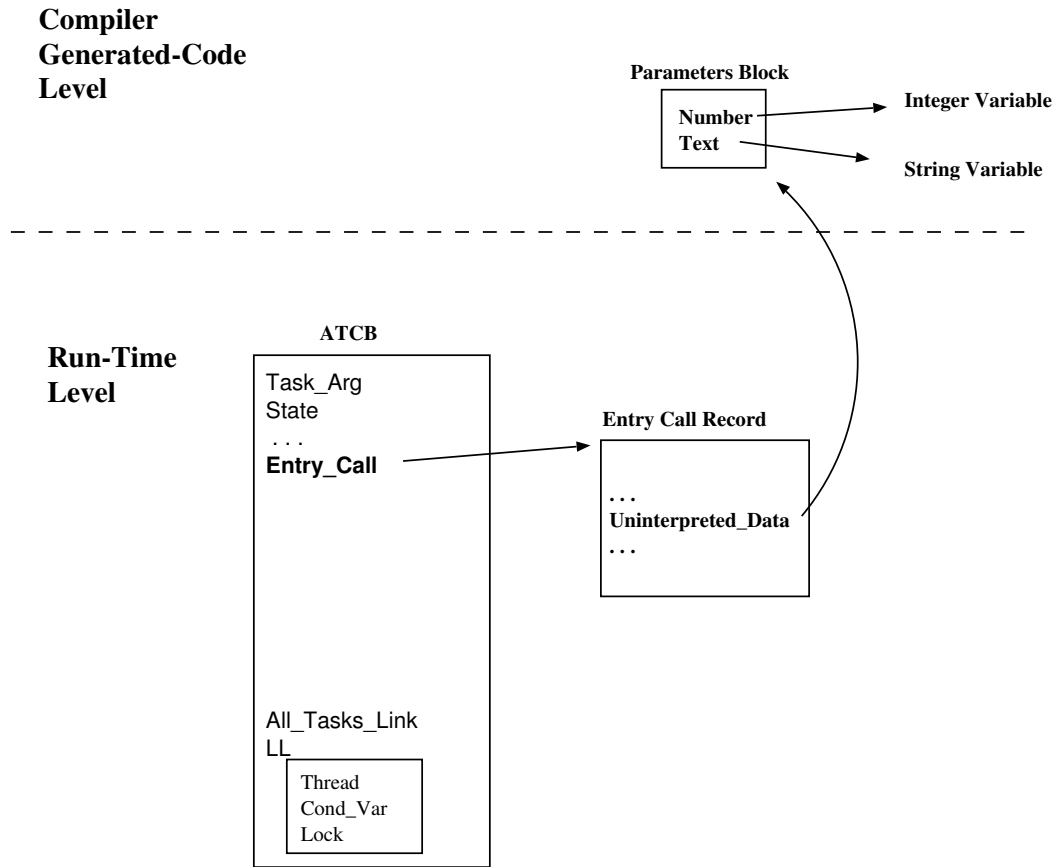 Compiler
Generated-Code
Level
Parameters Block
Number
Text
Integer Variable
String Variable
Run-Time
Level
ATCB
Task_Arg
State
. . .
Entry_Call
Entry Call Record
. . .
Uninterpreted_Data
. . .
All_Tasks_Link
LL
Thread
Cond_Var
Lock